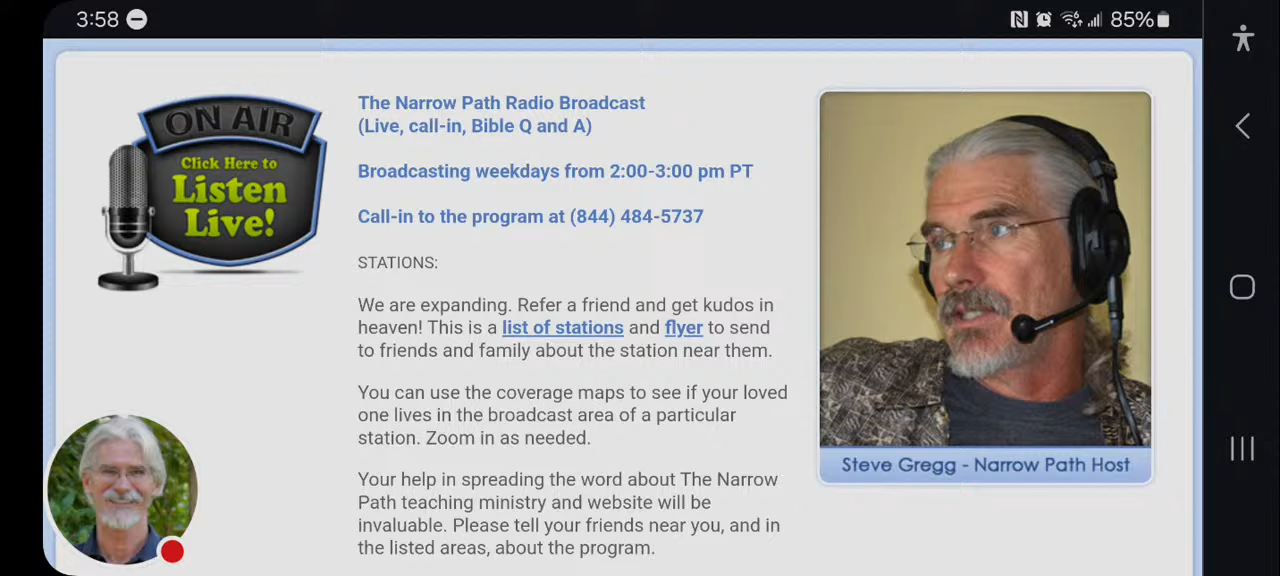 3:58
85%
ON AIR
Click Here to
Listen
Live!
The Narrow Path Radio Broadcast
(Live, call-in, Bible Q and A)
Broadcasting weekdays from 2:00-3:00 pm PT
Call-in to the program at (844) 484-5737
STATIONS:
We are expanding. Refer a friend and get kudos in
heaven! This is a list of stations and flyer to send
to friends and family about the station near them.
You can use the coverage maps to see if your loved
one lives in the broadcast area of a particular
station. Zoom in as needed.
Your help in spreading the word about The Narrow
Path teaching ministry and website will be
invaluable. Please tell your friends near you, and in
the listed areas, about the program.
Steve Gregg - Narrow Path Host